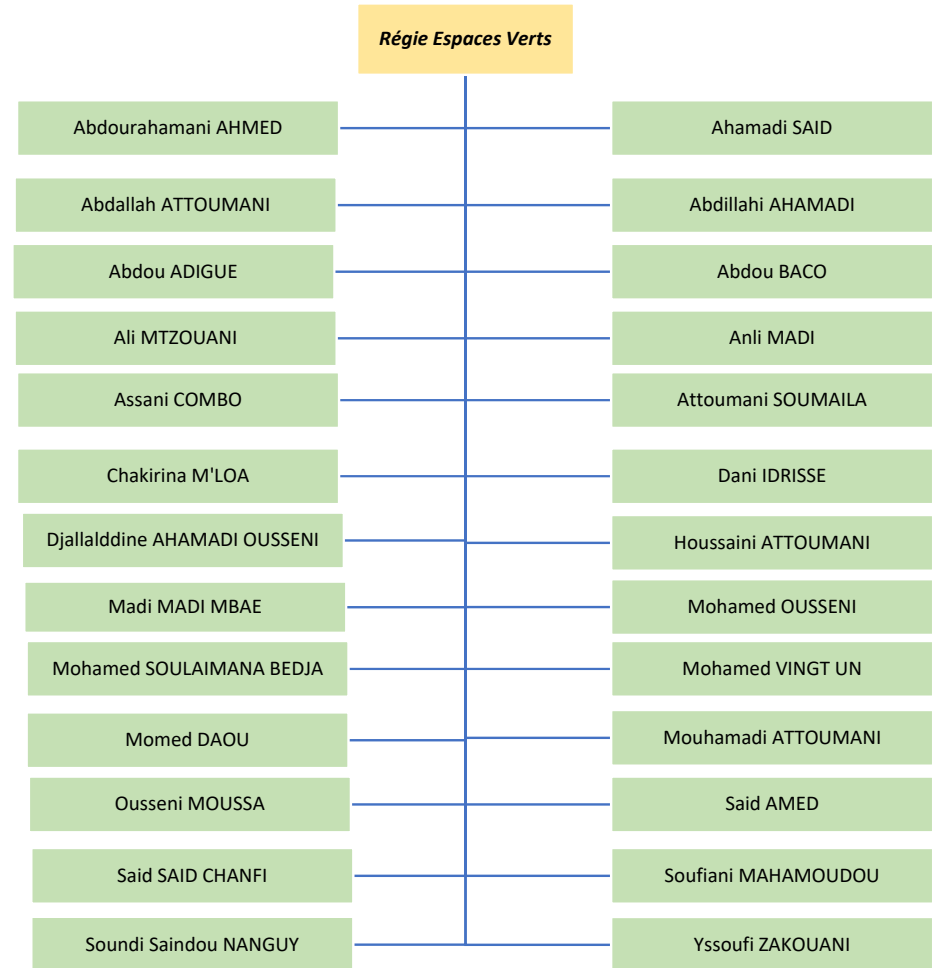 Régie Espaces Verts
Abdourahamani AHMED
Ahamadi SAID
Abdallah ATTOUMANI
Abdillahi AHAMADI
Abdou ADIGUE
Abdou BACO
Ali MTZOUANI
Anli MADI
Assani COMBO
Attoumani SOUMAILA
Chakirina M'LOA
Dani IDRISSE
Djallalddine AHAMADI OUSSENI
Houssaini ATTOUMANI
Madi MADI MBAE
Mohamed OUSSENI
Mohamed SOULAIMANA BEDJA
Mohamed VINGT UN
Momed DAOU
Mouhamadi ATTOUMANI
Ousseni MOUSSA
Said AMED
Said SAID CHANFI
Soufiani MAHAMOUDOU
Soundi Saindou NANGUY
Yssoufi ZAKOUANI